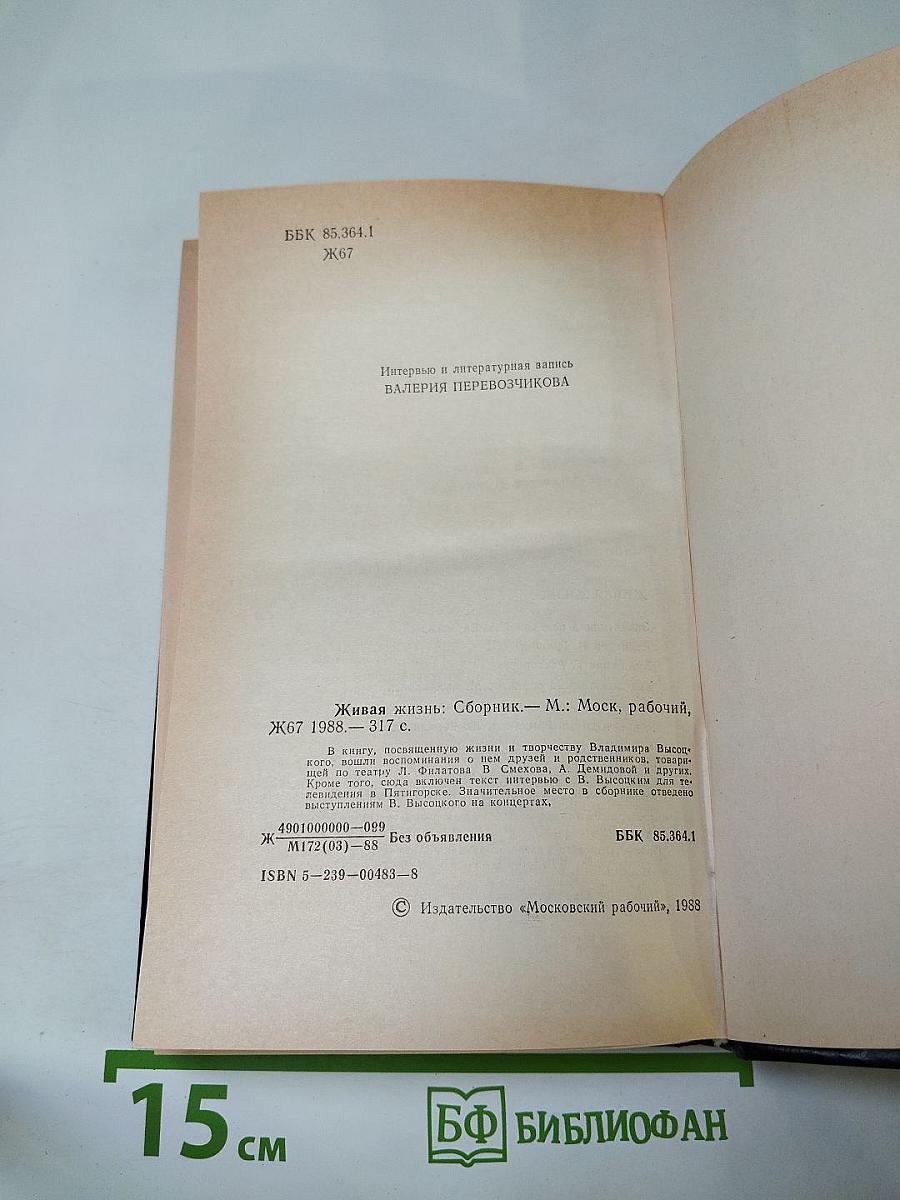 ББК 85.364.1
Ж67
Интервью и литературная запись
ВАЛЕРИЯ ПЕРЕВОЗЧИКОВА
Живая жизнь: Сборник.— М.: Моск, рабочий,
Ж67 1988.— 317 с.
В книгу, посвященную жизни и творчеству Владимира Высоц-
кого, вошли воспоминания о нем друзей и родственников, товари-
щей по театру Л. Филатова В Смехова, А. Демидовой и других.
Кроме того, сюда включен текст интервью с В. Высоцким для те-
левидения в Пятигорске. Значительное место в сборнике отведено
выступлениям В. Высоцкого на концертах,
Ж 4901000000—099
М172(03)—88 Без объявления ББК 85.364.1
ISBN 5—239—00483—8
© Издательство «Московский рабочий», 1988
15 см
БФ БИБЛИОФАН